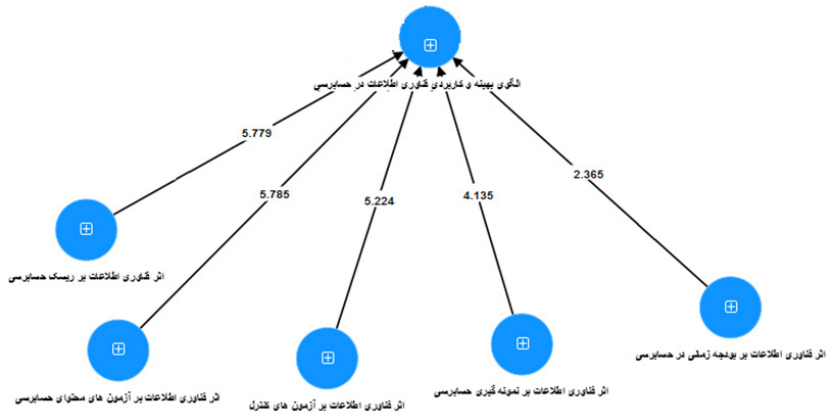 الگوی بهینه و کاربردی فناوری اطلاعات در حسابرسی
5.779
5.785
5.224
4.135
2.365
اثر فناوری اطلاعات بر ریسک حسابرسی
اثر فناوری اطلاعات بر آزمون های محتوای حسابرسی
اثر فناوری اطلاعات بر آزمون های کنترل
اثر فناوری اطلاعات بر نمونه گیری حسابرسی
اثر فناوری اطلاعات بر بودجه زمانی در حسابرسی